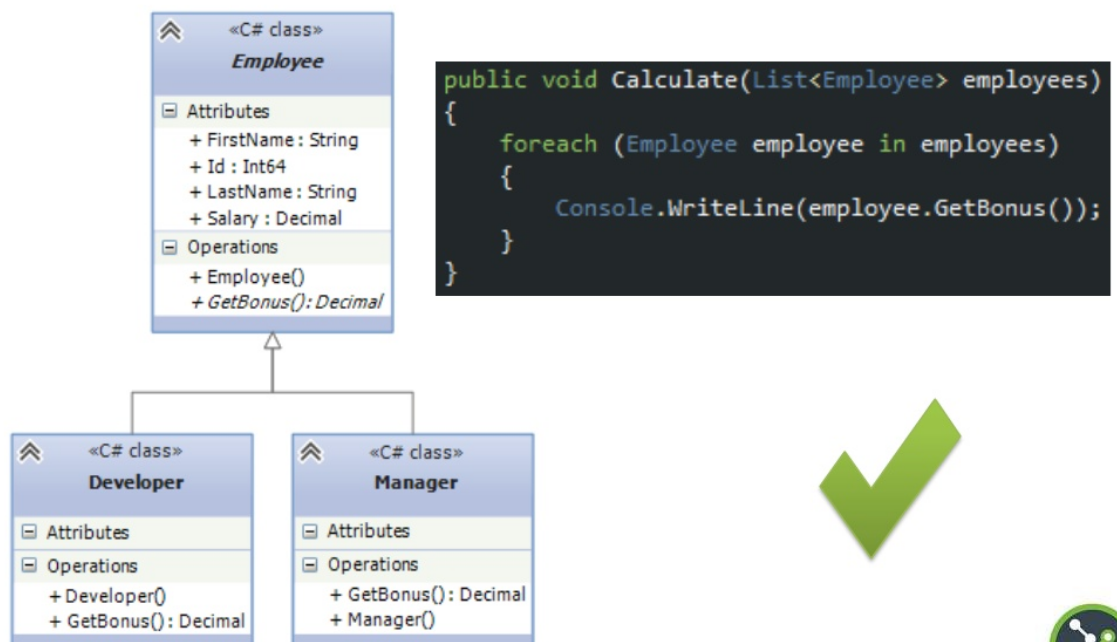 «C# class»
Employee
Attributes
+ FirstName : String
+ Id : Int64
+ LastName : String
+ Salary : Decimal
Operations
+ Employee()
+ GetBonus(): Decimal
public void Calculate(List<Employee> employees)
{
foreach (Employee employee in employees)
{
Console.WriteLine(employee.GetBonus());
}
}
«C# class»
Developer
Attributes
Operations
+ Developer()
+ GetBonus() : Decimal
«C# class»
Manager
Attributes
Operations
+ GetBonus() : Decimal
+ Manager()